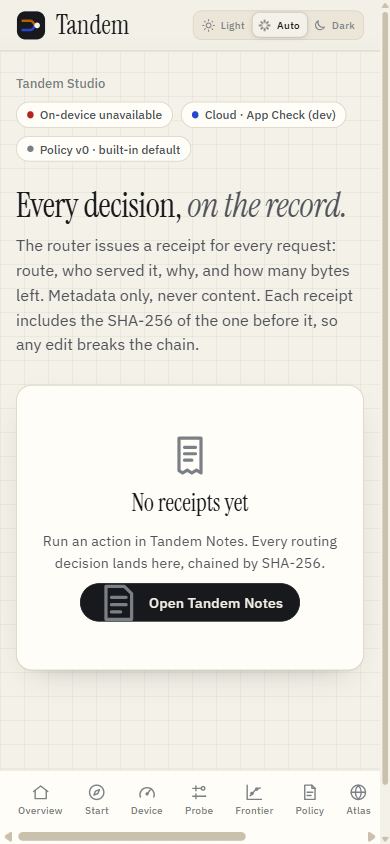 Tandem
Light
Auto
Dark
Tandem Studio
On-device unavailable
Cloud · App Check (dev)
Policy v0 · built-in default
Every decision, on the record.
The router issues a receipt for every request:
route, who served it, why, and how many bytes
left. Metadata only, never content. Each receipt
includes the SHA-256 of the one before it, so
any edit breaks the chain.
No receipts yet
Run an action in Tandem Notes. Every routing
decision lands here, chained by SHA-256.
Open Tandem Notes
Overview
Start
Device
Probe
Frontier
Policy
Atlas